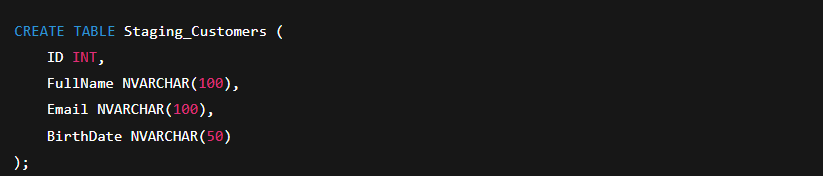 CREATE TABLE Staging_Customers (
    ID INT,
    FullName NVARCHAR(100),
    Email NVARCHAR(100),
    BirthDate NVARCHAR(50)
);